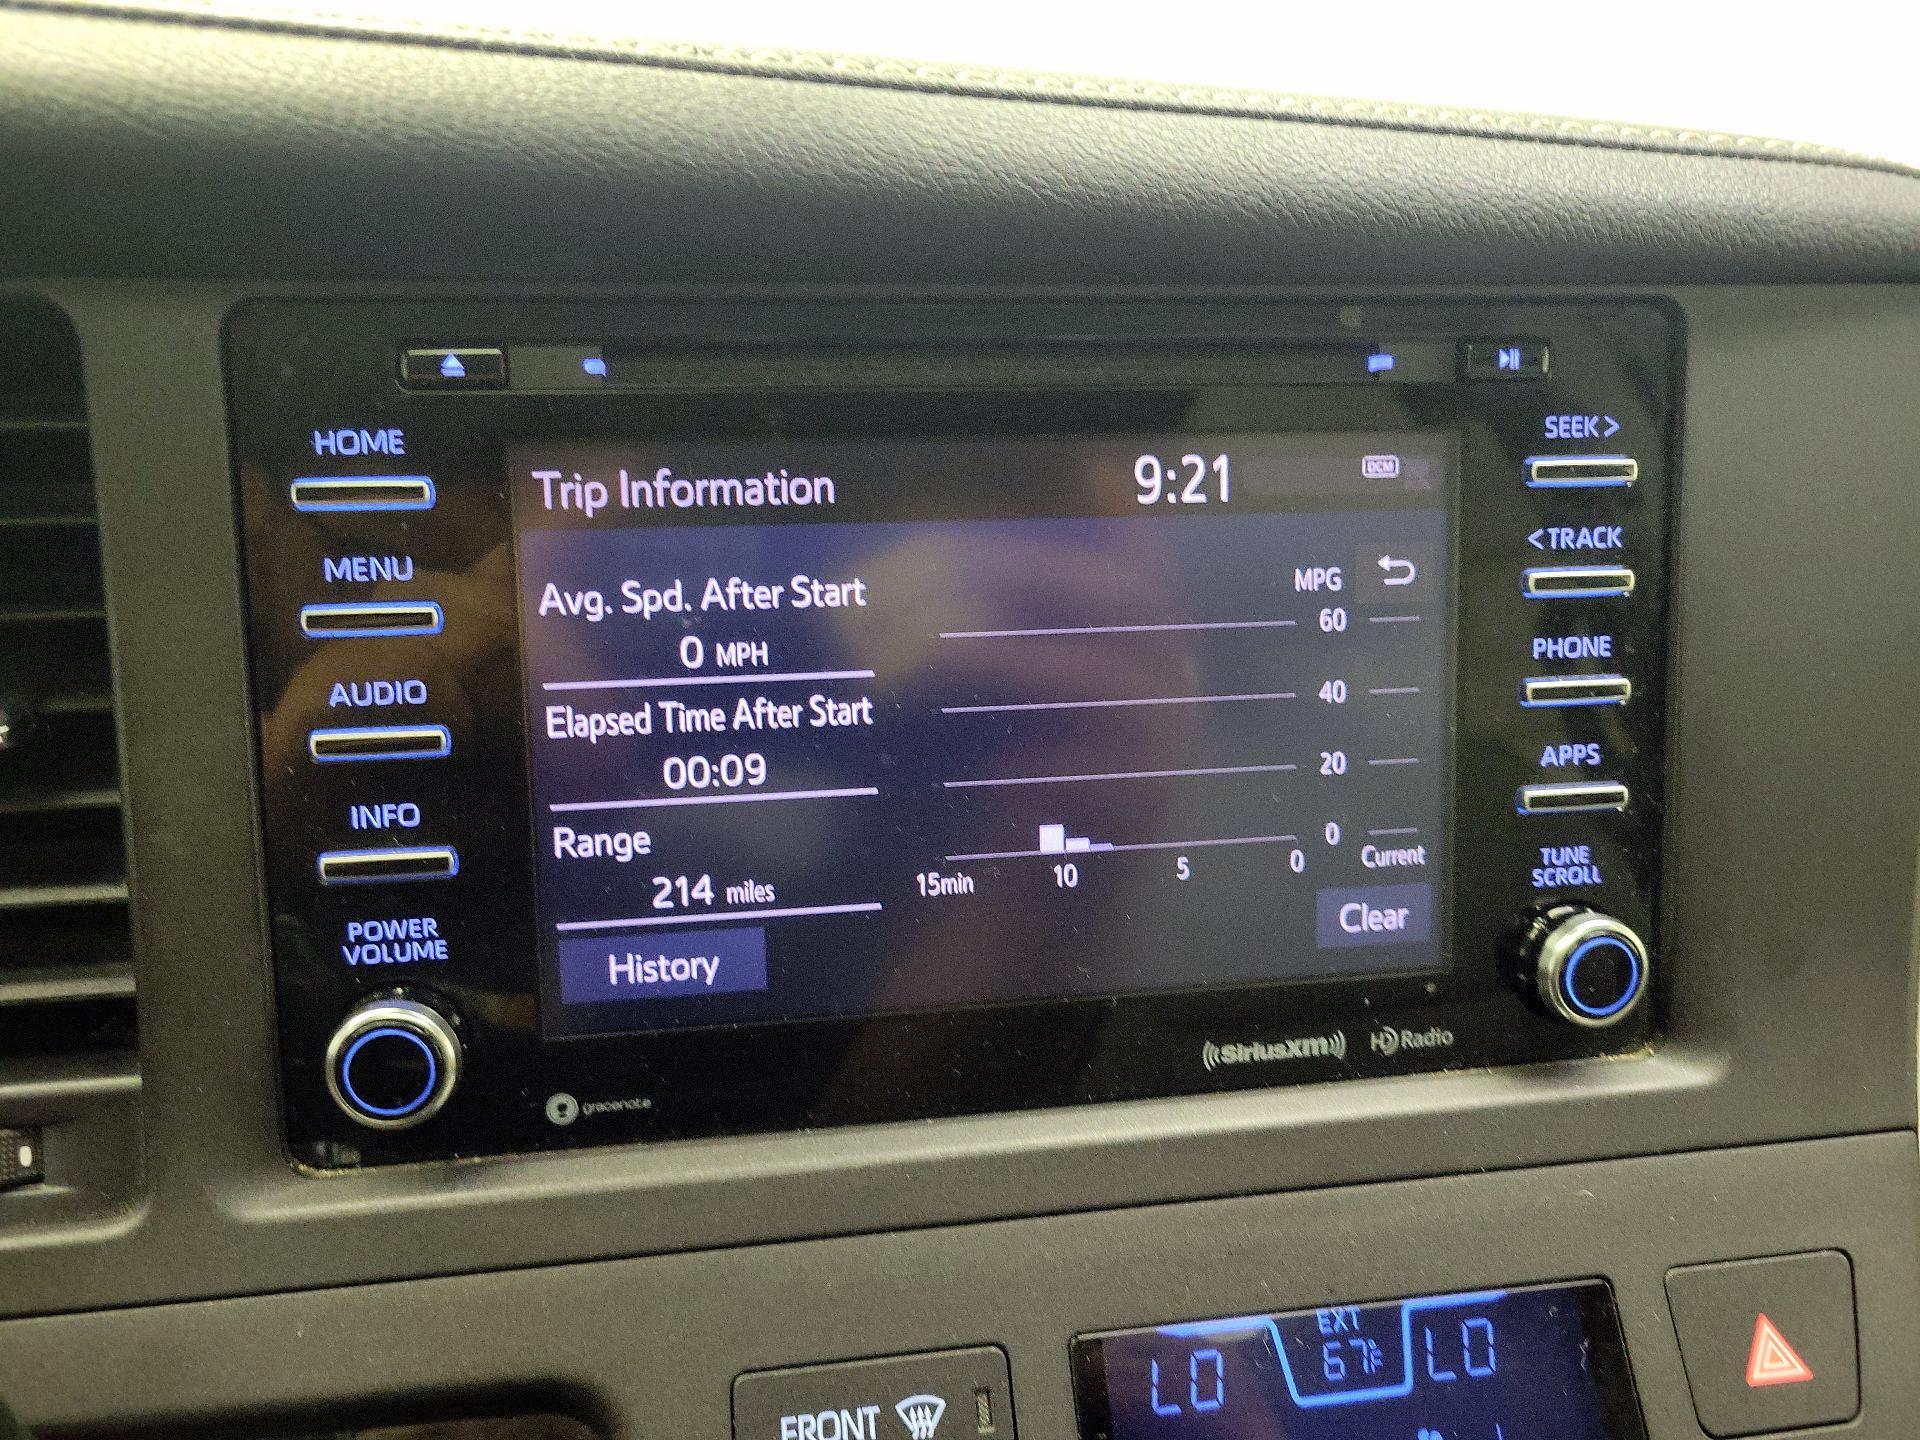 HOME
MENU
AUDIO
INFO
POWER
VOLUME
Trip Information
9:21
DCM
Avg. Spd. After Start
0 MPH
Elapsed Time After Start
00:09
Range
214 miles
History
MPG
60
40
20
0
15min
10
5
0
Current
Clear
SEEK >
< TRACK
PHONE
APPS
TUNE
SCROLL
gracenote
SiriusXM
HD Radio
FRONT
LO
EXT
67°F
LO